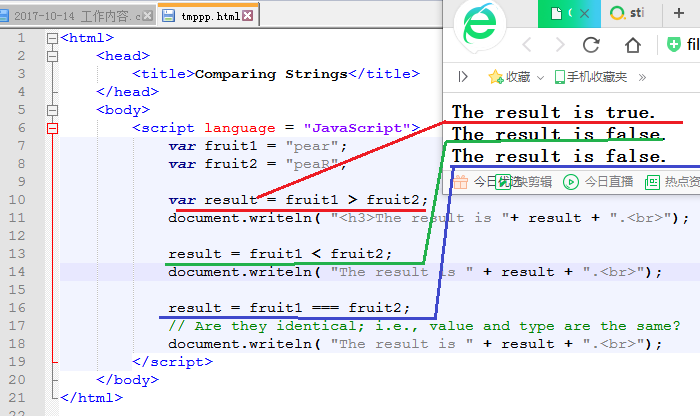 2017-10-14 工作内容.c
tmppp.html
sti
1 <html>
2 <head>
3 <title>Comparing Strings</title>
4 </head>
5 <body>
6 <script language = "JavaScript">
7 var fruit1 = "pear";
8 var fruit2 = "peaR";
9
10 var result = fruit1 > fruit2;
11 document.writeln( "<h3>The result is "+ result + ".<br>");
12
13 result = fruit1 < fruit2;
14 document.writeln( "The result is " + result + ".<br>");
15
16 result = fruit1 === fruit2;
17 // Are they identical; i.e., value and type are the same?
18 document.writeln( "The result is " + result + ".<br>");
19 </script>
20 </body>
21 </html>
fil
收藏
手机收藏夹
The result is true.
The result is false.
The result is false.
今日优选
快剪辑
今日直播
热点资